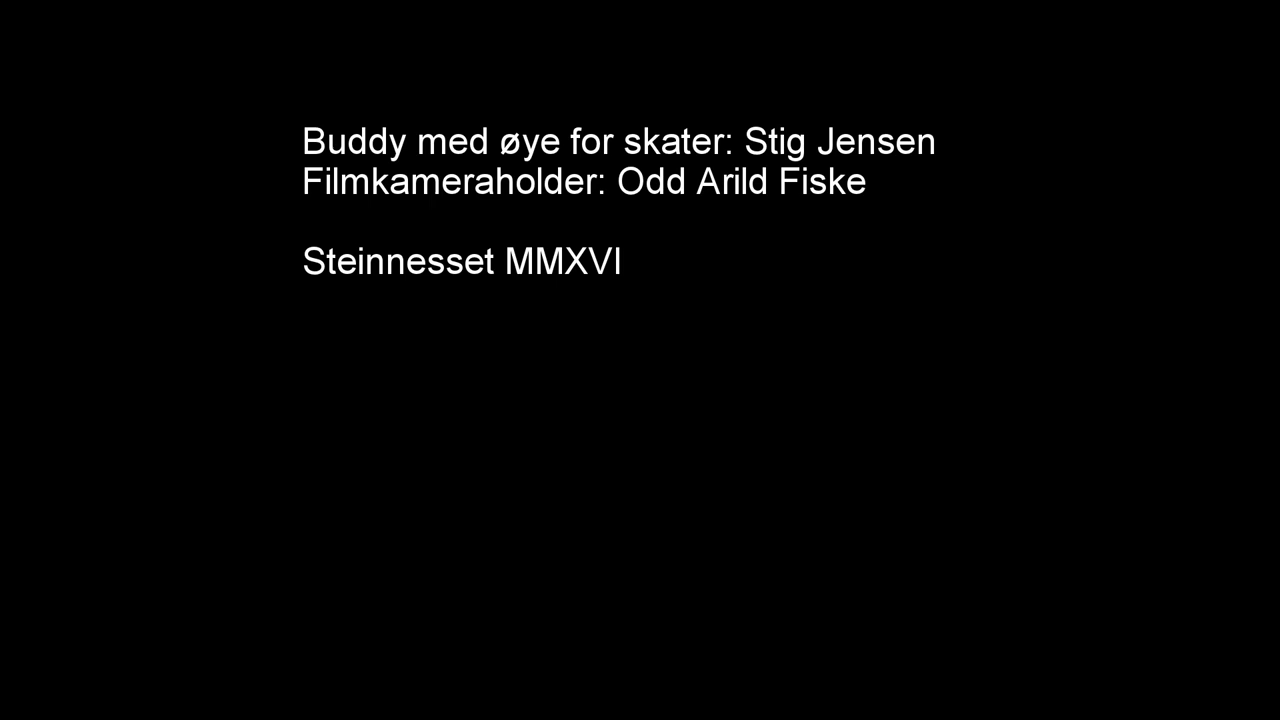 Buddy med øye for skater: Stig Jensen
Filmkameraholder: Odd Arild Fiske
Steinnesset MMXVI